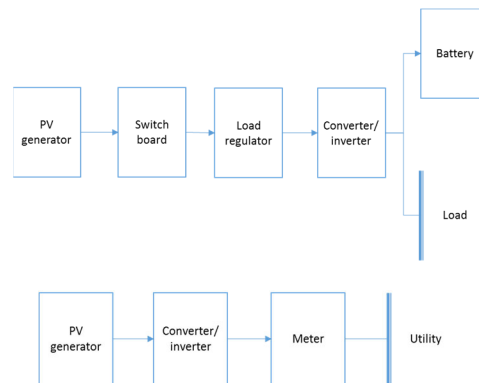 Battery
PV
generator
Switch
board
Load
regulator
Converter/
inverter
Load
PV
generator
Converter/
inverter
Meter
Utility